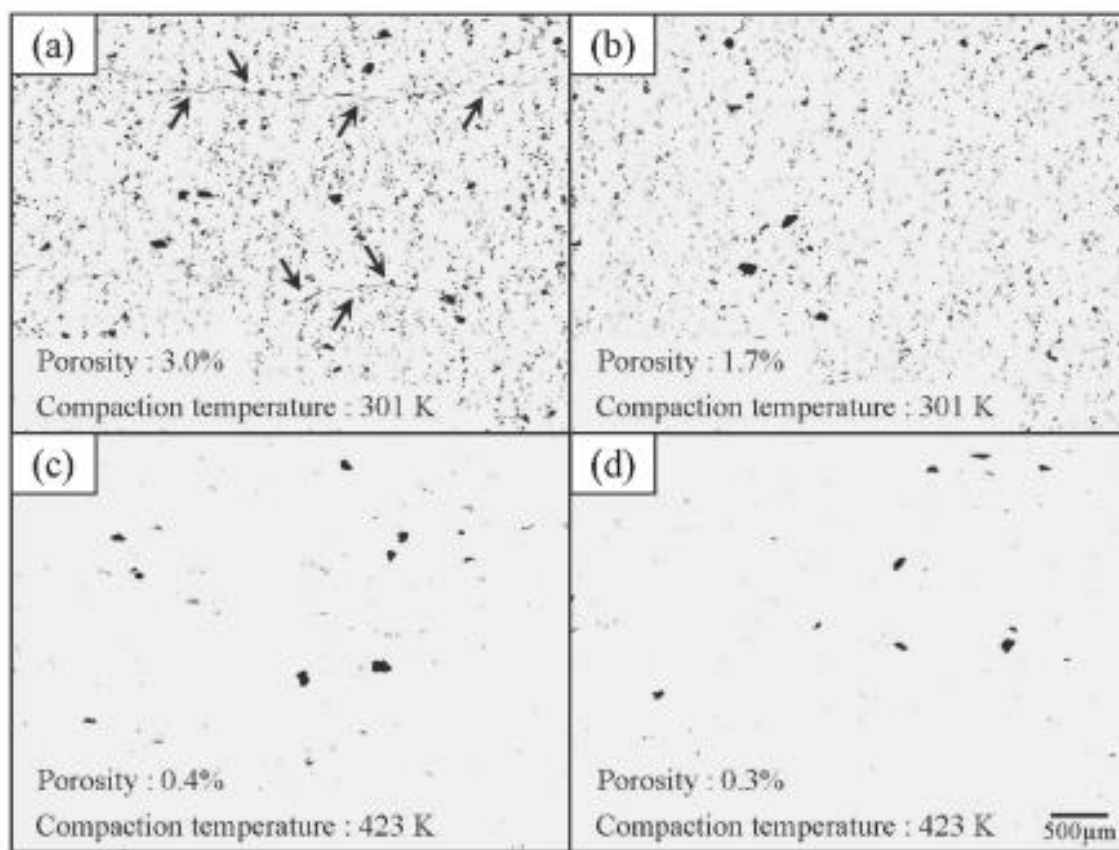 (a)
(b)
Porosity : 3.0%
Compaction temperature : 301 K
Porosity : 1.7%
Compaction temperature : 301 K
(c)
(d)
Porosity : 0.4%
Compaction temperature : 423 K
Porosity : 0.3%
Compaction temperature : 423 K
500μm